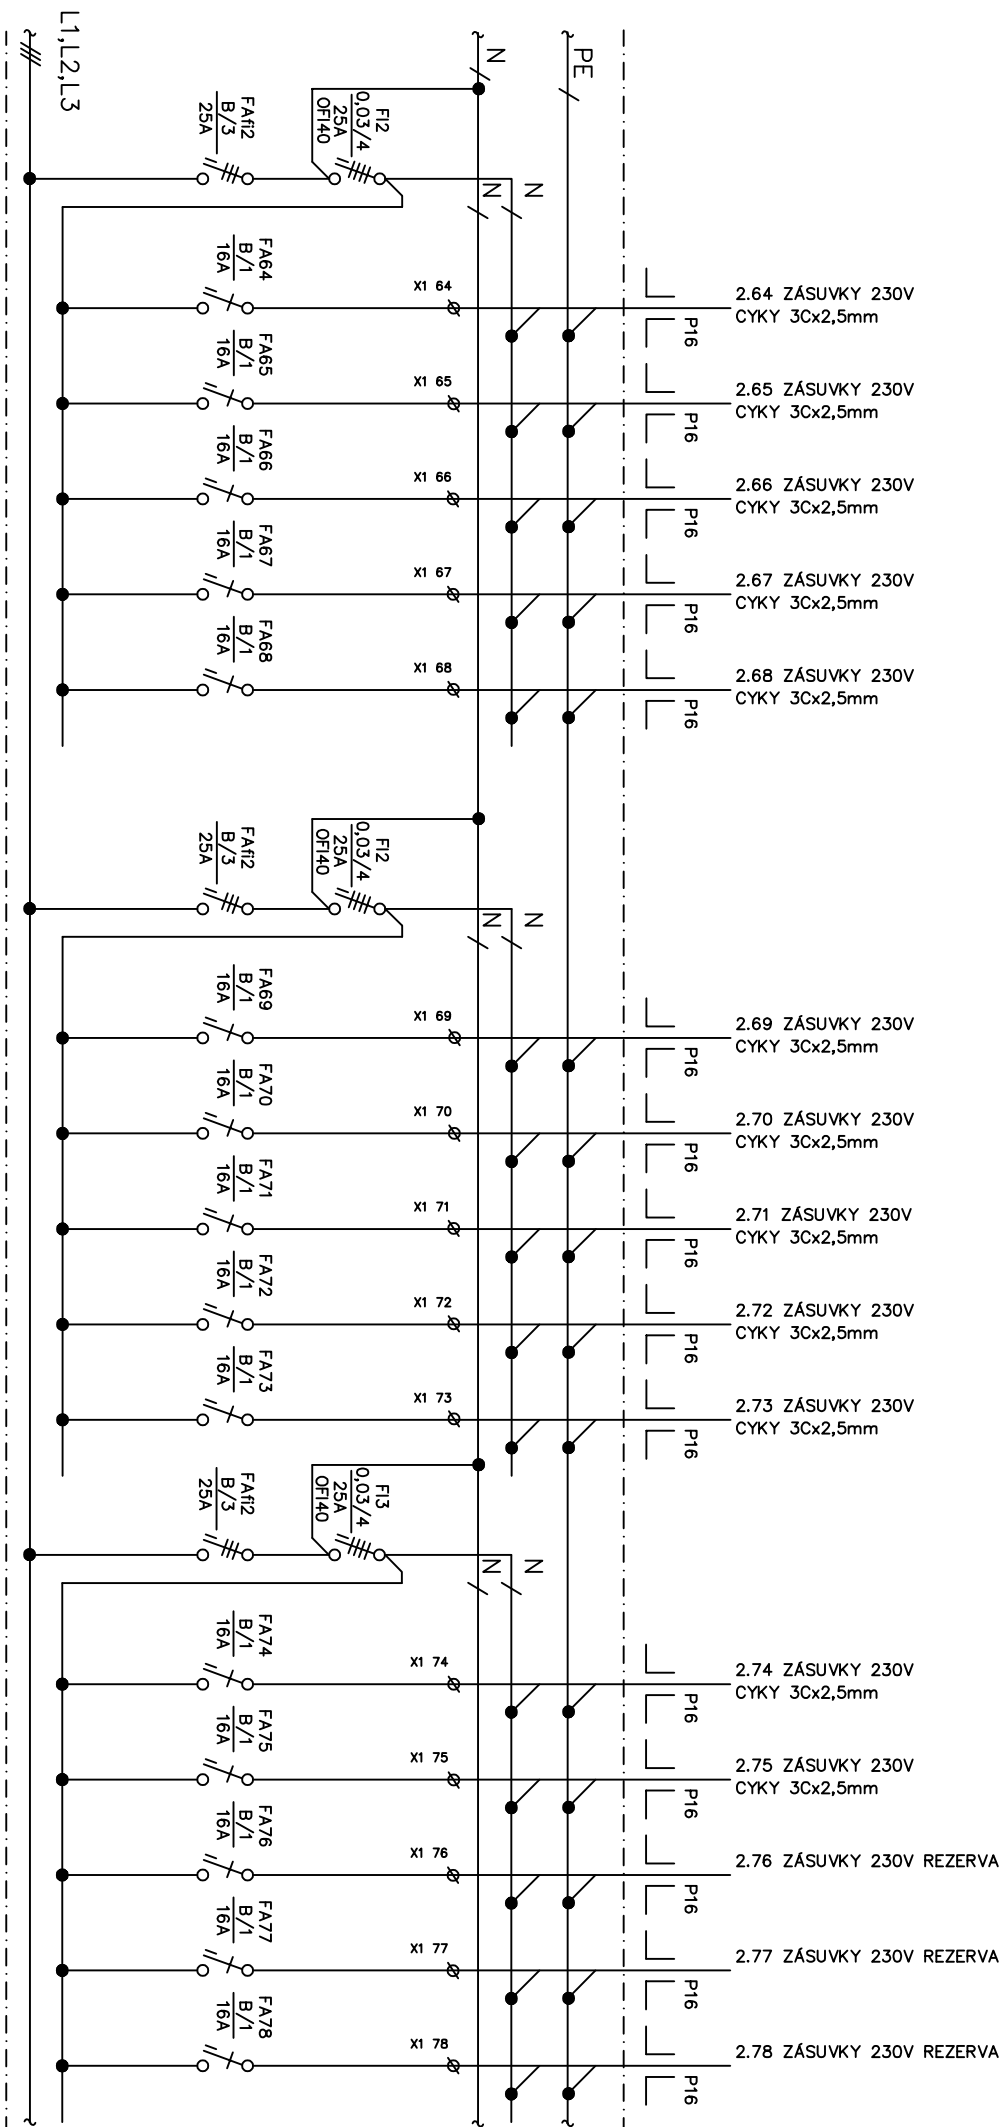 L1,L2,L3
N
PE
FAfi2
B/3
25A
FI2
0,03/4
25A
OFI40
N
N
FA64
B/1
16A
X1 64
P16
2.64 ZÁSUVKY 230V
CYKY 3Cx2,5mm
FA65
B/1
16A
X1 65
P16
2.65 ZÁSUVKY 230V
CYKY 3Cx2,5mm
FA66
B/1
16A
X1 66
P16
2.66 ZÁSUVKY 230V
CYKY 3Cx2,5mm
FA67
B/1
16A
X1 67
P16
2.67 ZÁSUVKY 230V
CYKY 3Cx2,5mm
FA68
B/1
16A
X1 68
P16
2.68 ZÁSUVKY 230V
CYKY 3Cx2,5mm
FAfi2
B/3
25A
FI2
0,03/4
25A
OFI40
N
N
FA69
B/1
16A
X1 69
P16
2.69 ZÁSUVKY 230V
CYKY 3Cx2,5mm
FA70
B/1
16A
X1 70
P16
2.70 ZÁSUVKY 230V
CYKY 3Cx2,5mm
FA71
B/1
16A
X1 71
P16
2.71 ZÁSUVKY 230V
CYKY 3Cx2,5mm
FA72
B/1
16A
X1 72
P16
2.72 ZÁSUVKY 230V
CYKY 3Cx2,5mm
FA73
B/1
16A
X1 73
P16
2.73 ZÁSUVKY 230V
CYKY 3Cx2,5mm
FAfi2
B/3
25A
FI3
0,03/4
25A
OFI40
N
N
FA74
B/1
16A
X1 74
P16
2.74 ZÁSUVKY 230V
CYKY 3Cx2,5mm
FA75
B/1
16A
X1 75
P16
2.75 ZÁSUVKY 230V
CYKY 3Cx2,5mm
FA76
B/1
16A
X1 76
P16
2.76 ZÁSUVKY 230V REZERVA
FA77
B/1
16A
X1 77
P16
2.77 ZÁSUVKY 230V REZERVA
FA78
B/1
16A
X1 78
P16
2.78 ZÁSUVKY 230V REZERVA